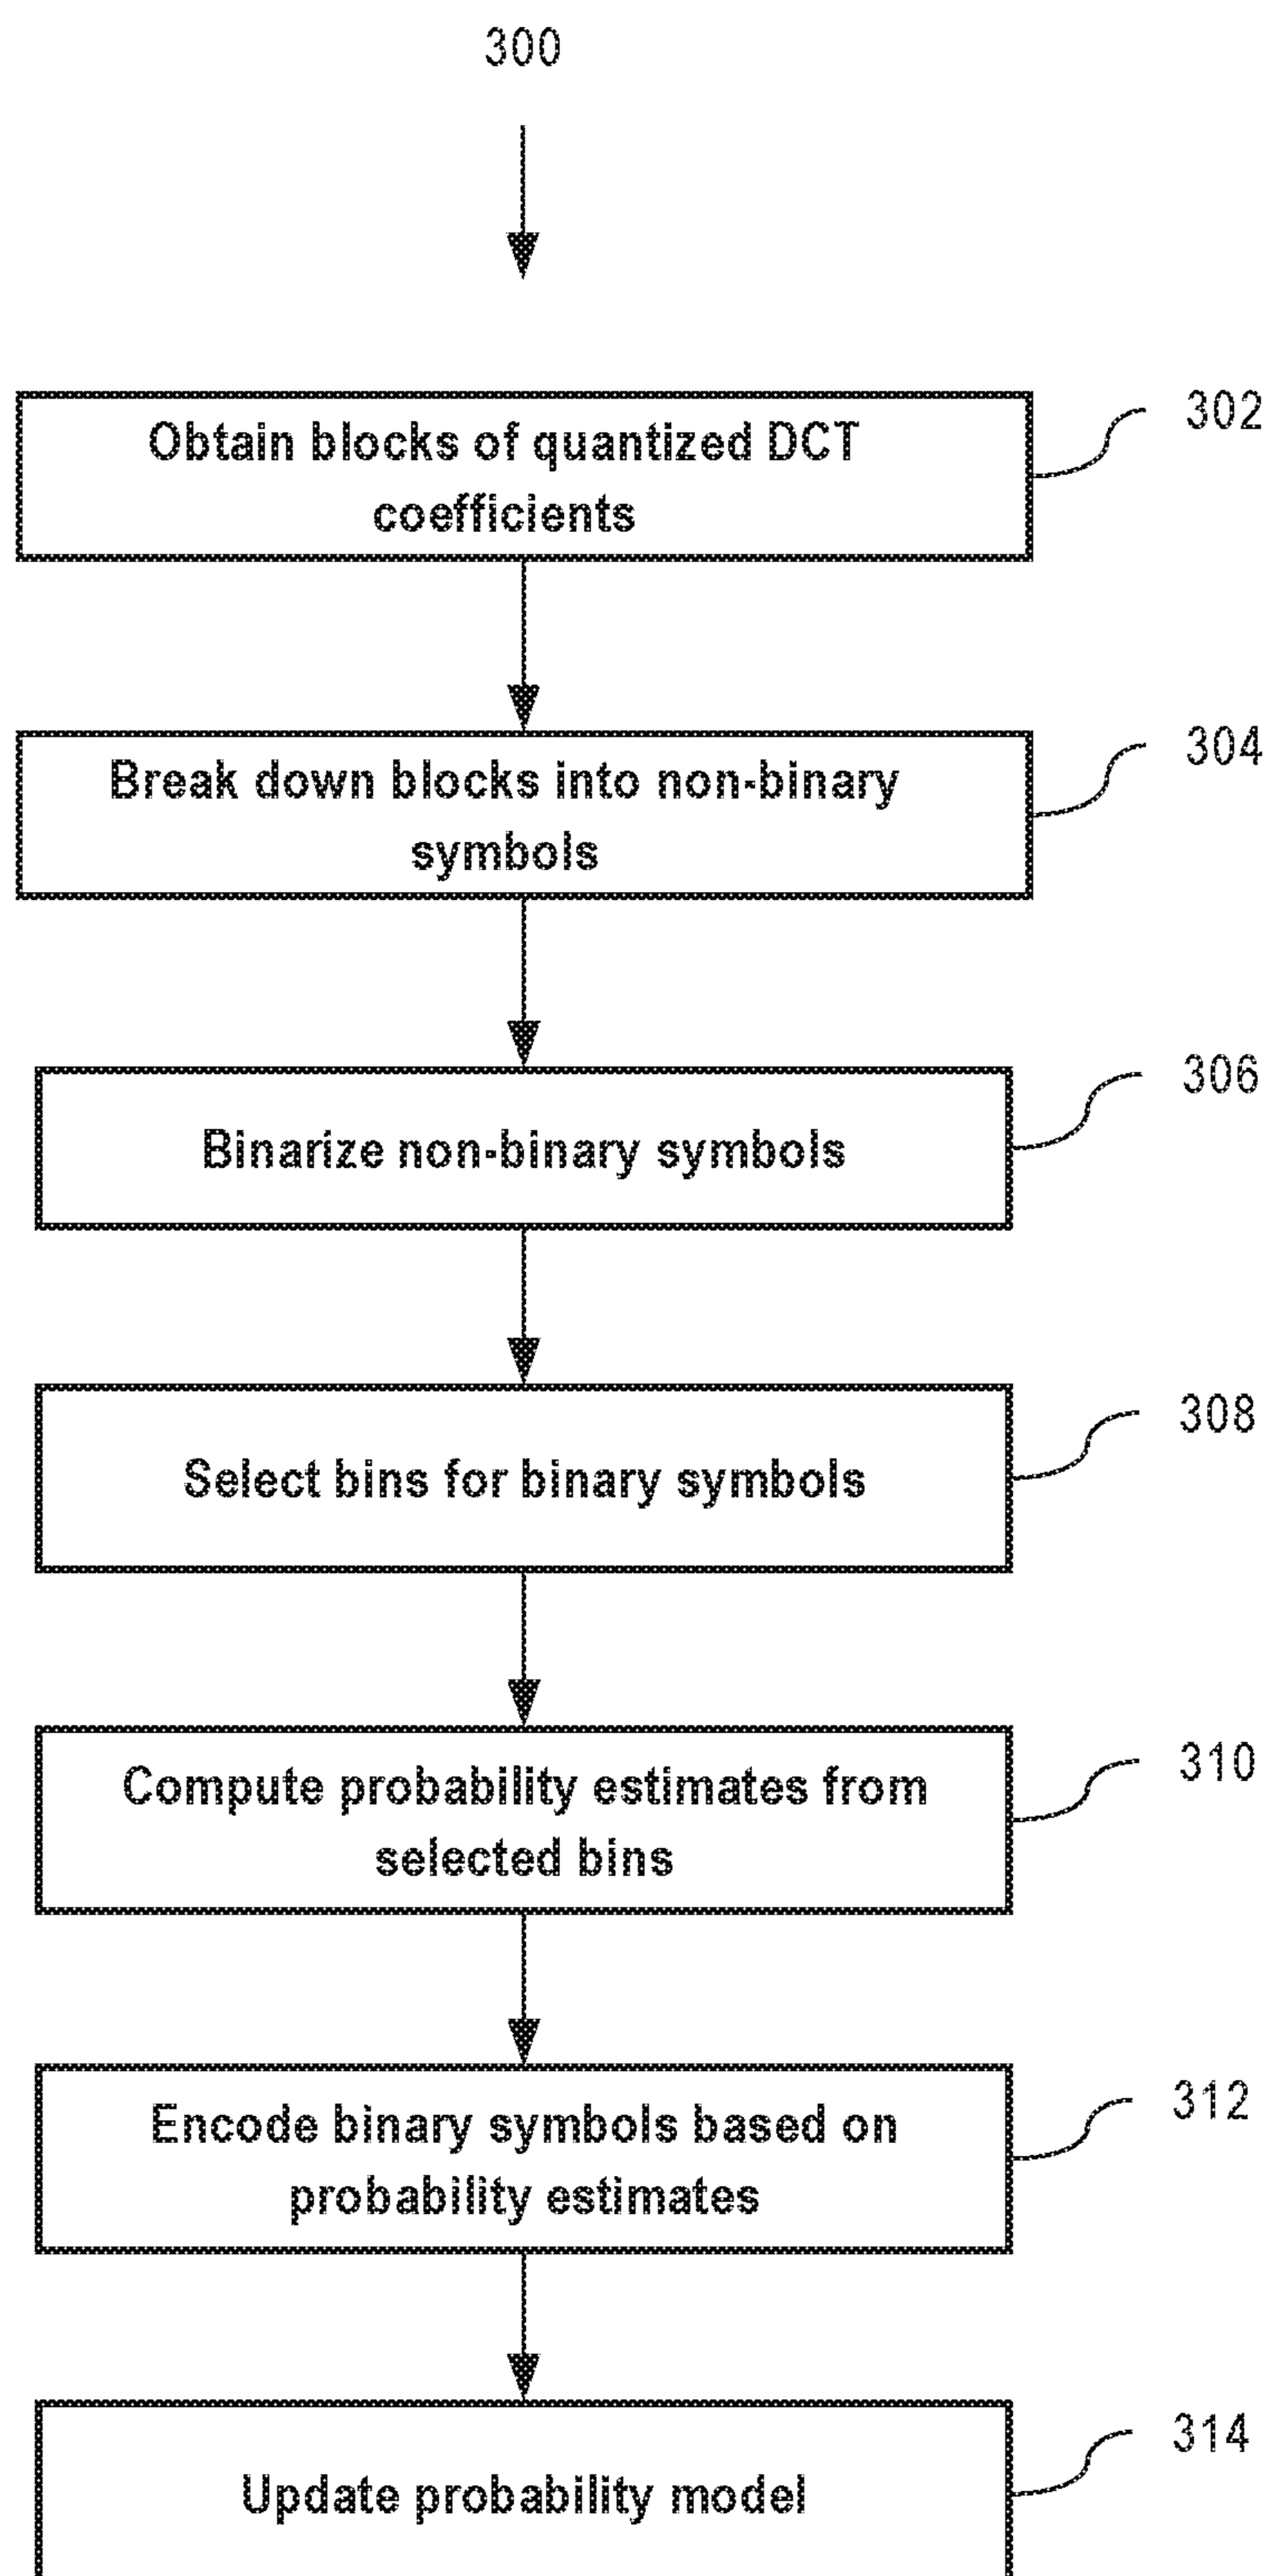 300
Obtain blocks of quantized DCT
coefficients
302
Break down blocks into non-binary
symbols
304
Binarize non-binary symbols
306
Select bins for binary symbols
308
Compute probability estimates from
selected bins
310
Encode binary symbols based on
probability estimates
312
Update probability model
314